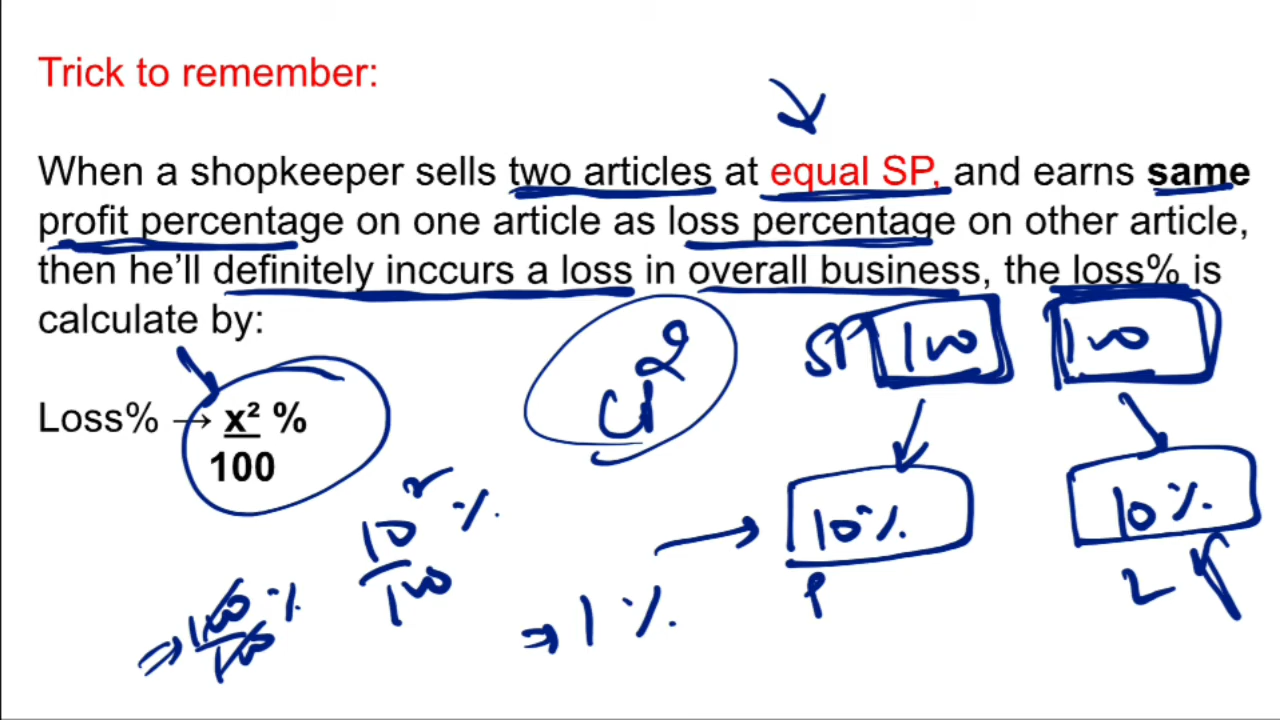 Trick to remember:
When a shopkeeper sells two articles at equal SP, and earns same
profit percentage on one article as loss percentage on other article,
then he'll definitely inccurs a loss in overall business, the loss% is
calculate by:
SP 100 100
Loss% → x² %
100
10² %
100
10% 10%
P L
⇒ 100 %
100
⇒ 1%